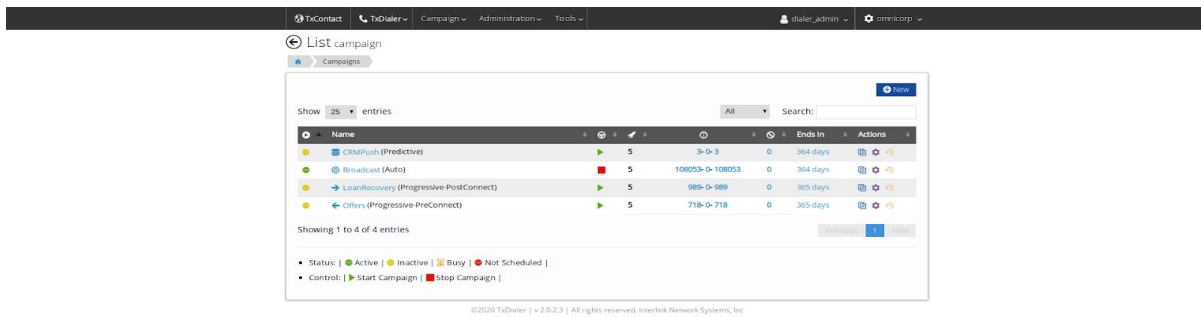 TxContact TxDialer Campaign Administration Tools dialer_admin omnicorp
List campaign
Campaigns
New
Show 25 entries All Search:
Name Ends In Actions
CRMPush (Predictive) 5 3-0-3 0 364 days
Broadcast (Auto) 5 108053-0-108053 0 364 days
LoanRecovery (Progressive-PostConnect) 5 989-0-989 0 365 days
Offers (Progressive-PreConnect) 5 718-0-718 0 365 days
Showing 1 to 4 of 4 entries Previous 1 Next
Status: | Active | Inactive | Busy | Not Scheduled |
Control: | Start Campaign | Stop Campaign |
©2020 TxDialer | v 2.0.2.3 | All rights reserved. Interlink Network Systems, Inc